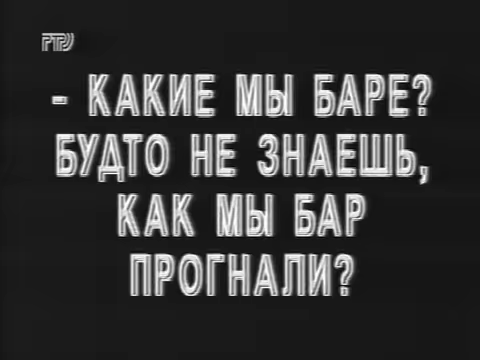 РТР
- КАКИЕ МЫ БАРЕ?
БУДТО НЕ ЗНАЕШЬ,
КАК МЫ БАР
ПРОГНАЛИ?